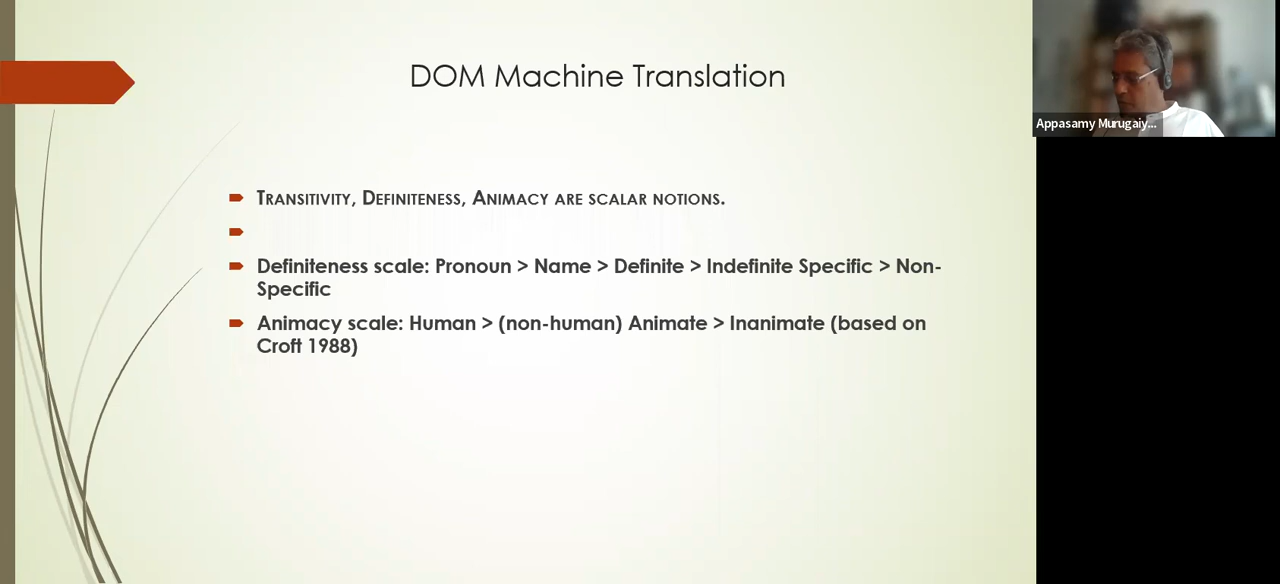 DOM Machine Translation
Transitivity, Definiteness, Animacy are scalar notions.
Definiteness scale: Pronoun > Name > Definite > Indefinite Specific > Non-
Specific
Animacy scale: Human > (non-human) Animate > Inanimate (based on
Croft 1988)
Appasamy Murugaiy...